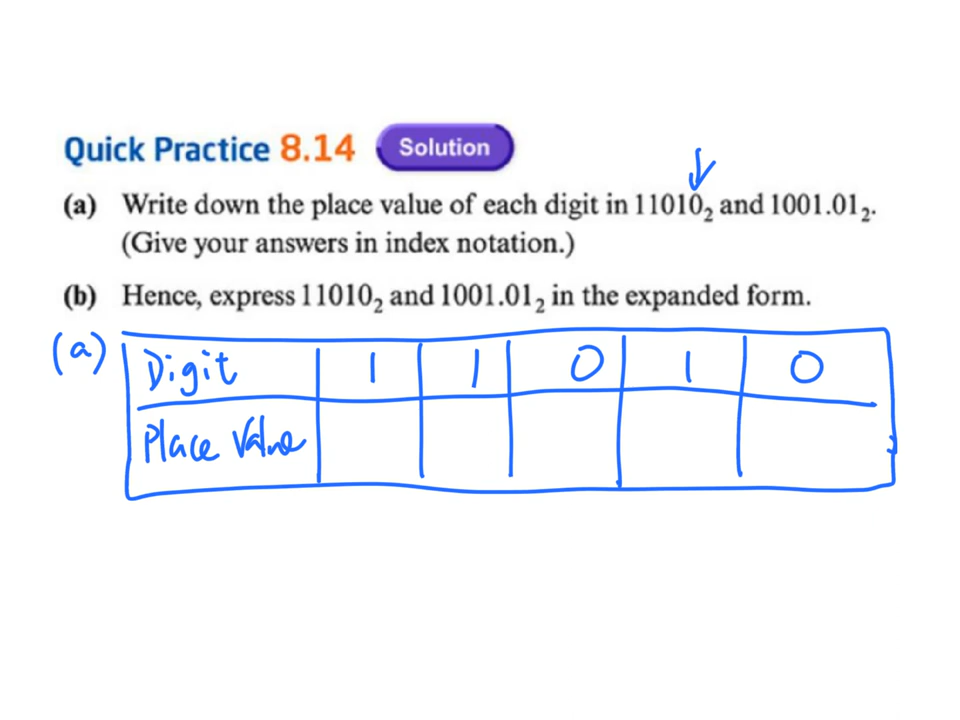 Quick Practice 8.14 Solution
(a) Write down the place value of each digit in 11010₂ and 1001.01₂.
(Give your answers in index notation.)
(b) Hence, express 11010₂ and 1001.01₂ in the expanded form.
(a) Digit 1 1 0 1 0
Place Value